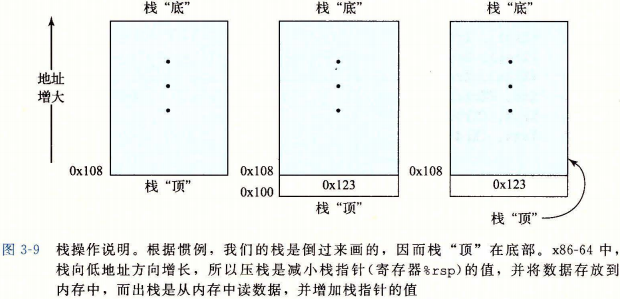 栈“底”
栈“底”
栈“底”
地址
增大
0x108
0x108
0x108
栈“顶”
0x100
0x123
0x123
栈“顶”
栈“顶”
图 3-9 栈操作说明。根据惯例，我们的栈是倒过来画的，因而栈“顶”在底部。x86-64 中，
栈向低地址方向增长，所以压栈是减小栈指针(寄存器%rsp)的值，并将数据存放到
内存中，而出栈是从内存中读数据，并增加栈指针的值